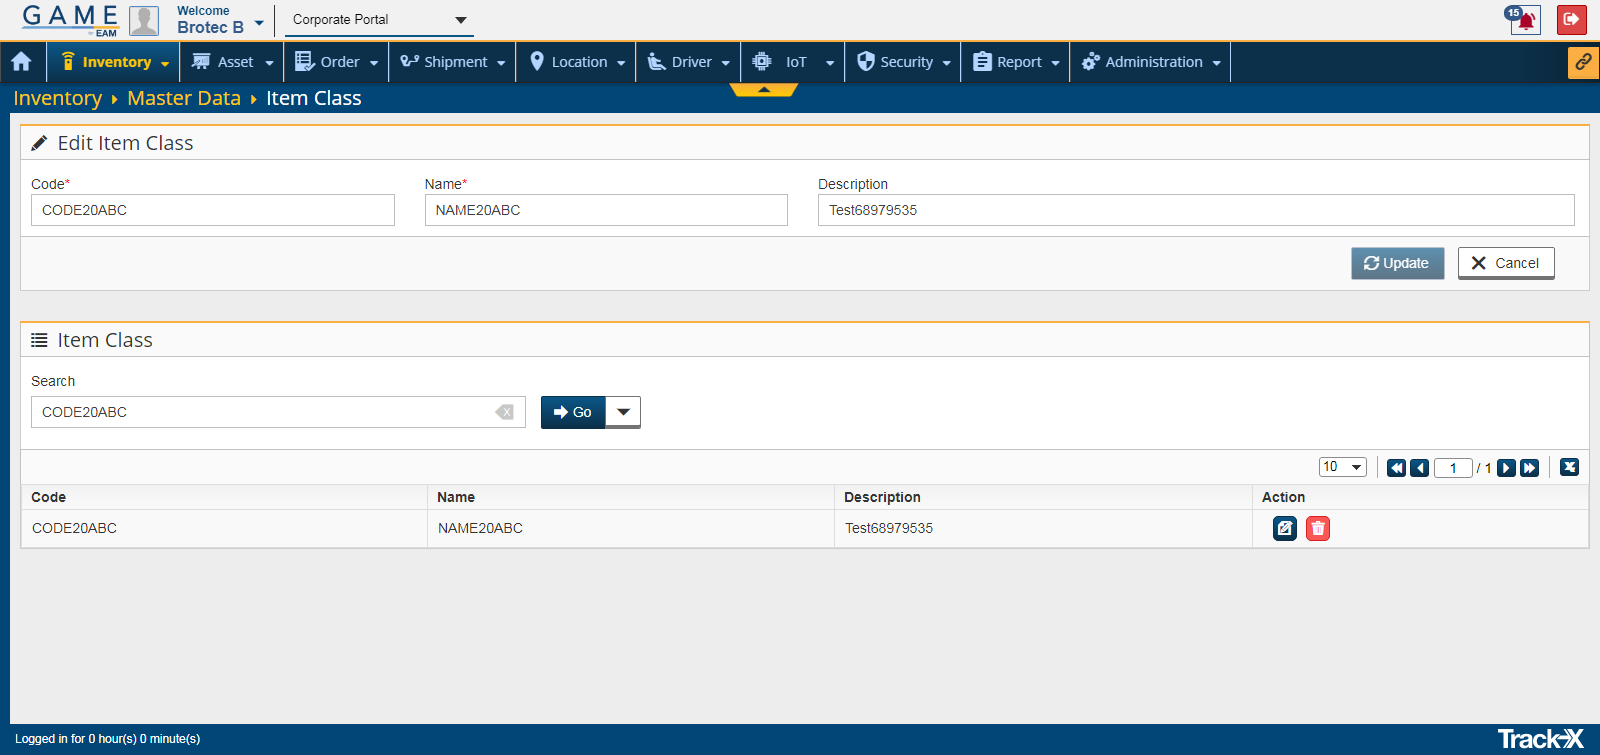 GAME
by EAM
Welcome
Brotec B
Corporate Portal
15
Inventory
Asset
Order
Shipment
Location
Driver
IoT
Security
Report
Administration
Inventory Master Data Item Class
Edit Item Class
Code* Name* Description
CODE20ABC NAME20ABC Test68979535
Update Cancel
Item Class
Search
CODE20ABC X
Go
10 1 / 1
Code Name Description Action
CODE20ABC NAME20ABC Test68979535
Logged in for 0 hour(s) 0 minute(s)
Track-X